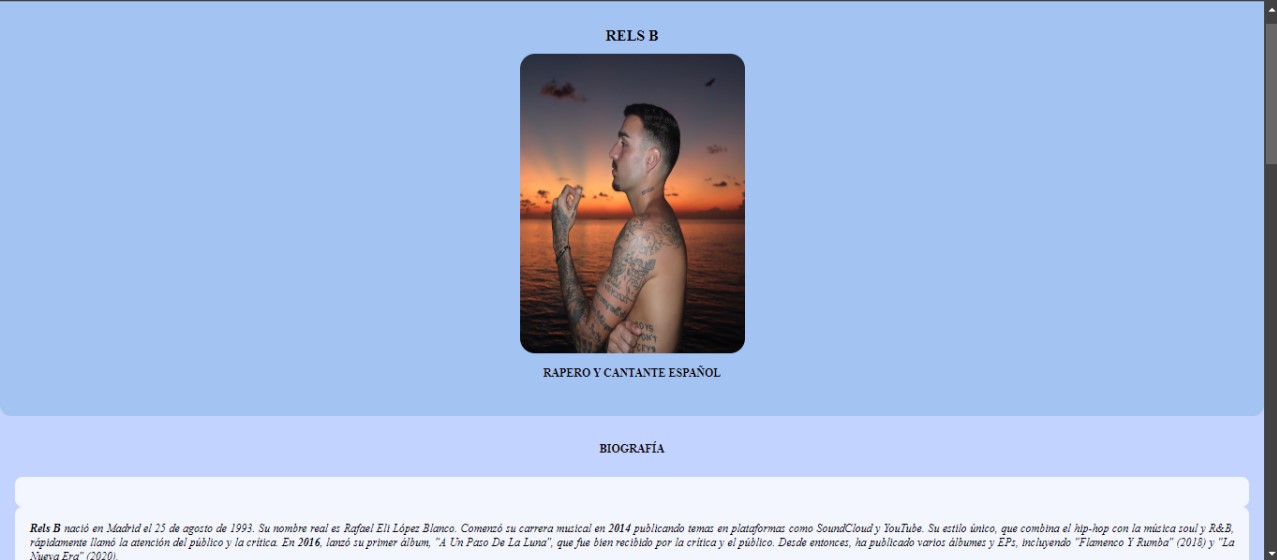 RELS B
RAPERO Y CANTANTE ESPAÑOL
BIOGRAFÍA
Rels B nació en Madrid el 25 de agosto de 1993. Su nombre real es Rafael Eli López Blanco. Comenzó su carrera musical en 2014 publicando temas en plataformas como SoundCloud y YouTube. Su estilo único, que combina el hip-hop con la música soul y R&B,
rápidamente llamó la atención del público y la crítica. En 2016, lanzó su primer álbum, "A Un Paso De La Luna", que fue bien recibido por la crítica y el público. Desde entonces, ha publicado varios álbumes y EPs, incluyendo "Flamenco Y Rumba" (2018) y "La
Nueva Era" (2020).